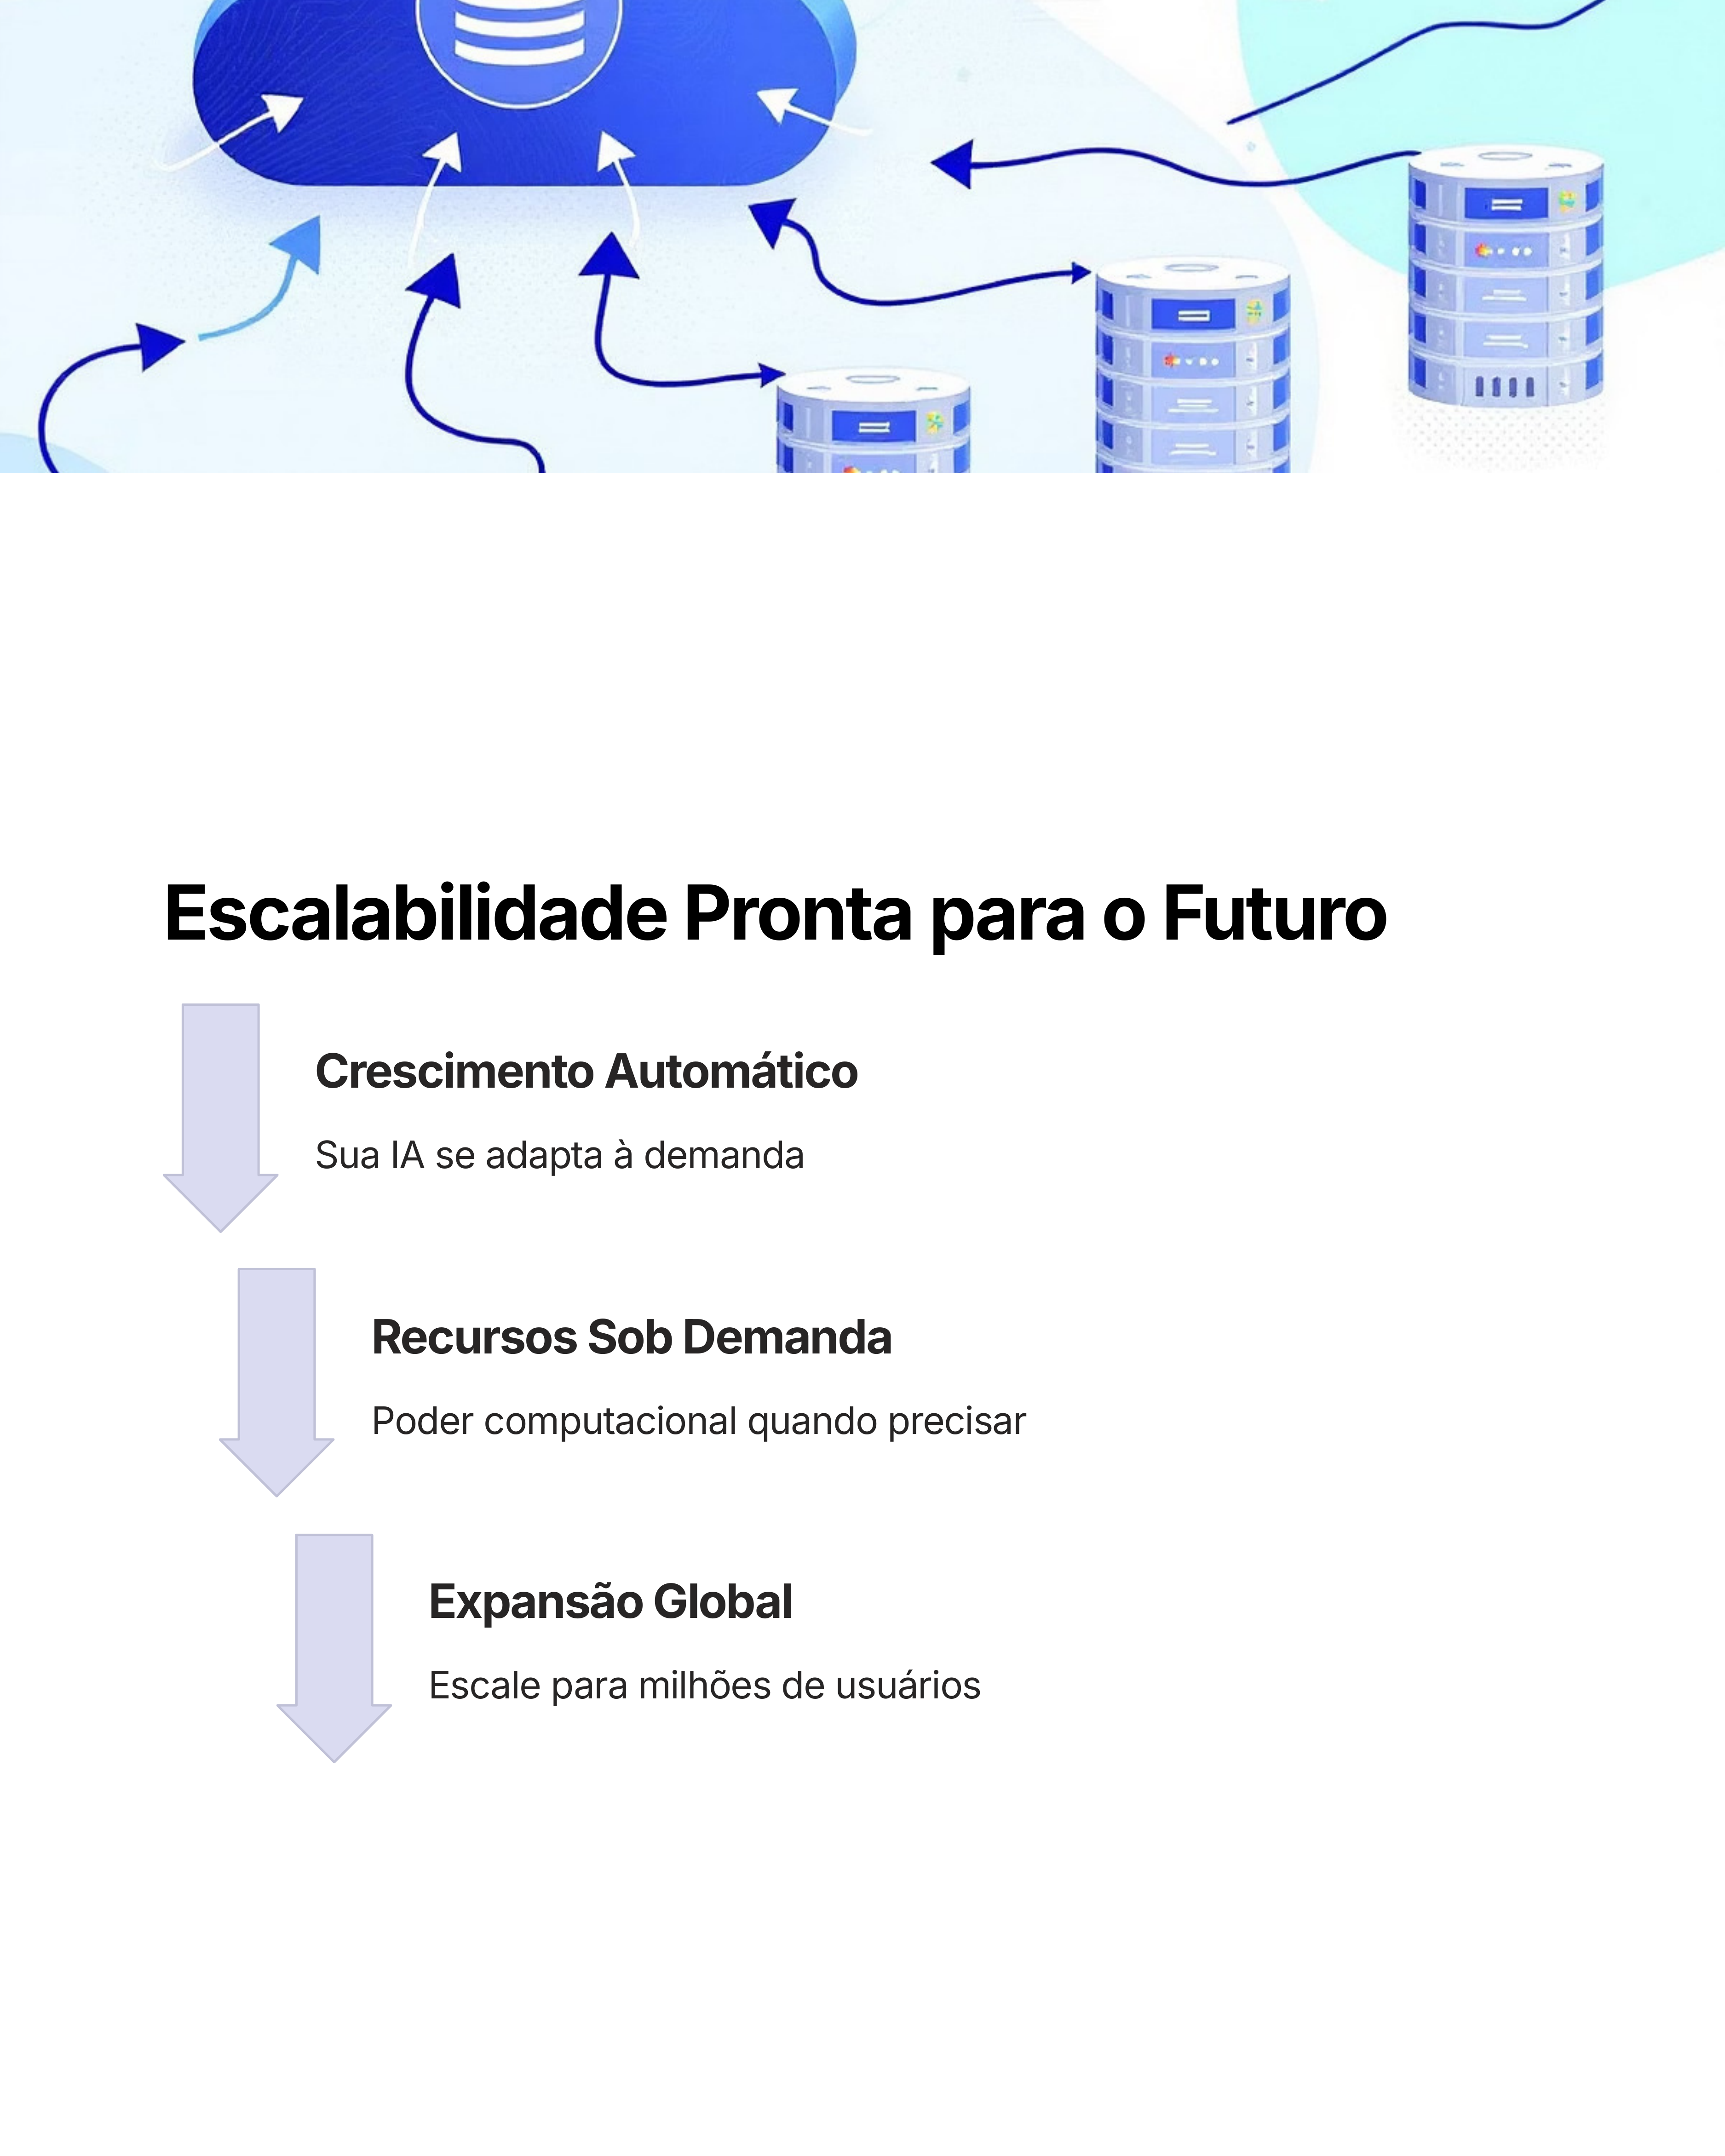 Escalabilidade Pronta para o Futuro
Crescimento Automático
Sua IA se adapta à demanda
Recursos Sob Demanda
Poder computacional quando precisar
Expansão Global
Escale para milhões de usuários